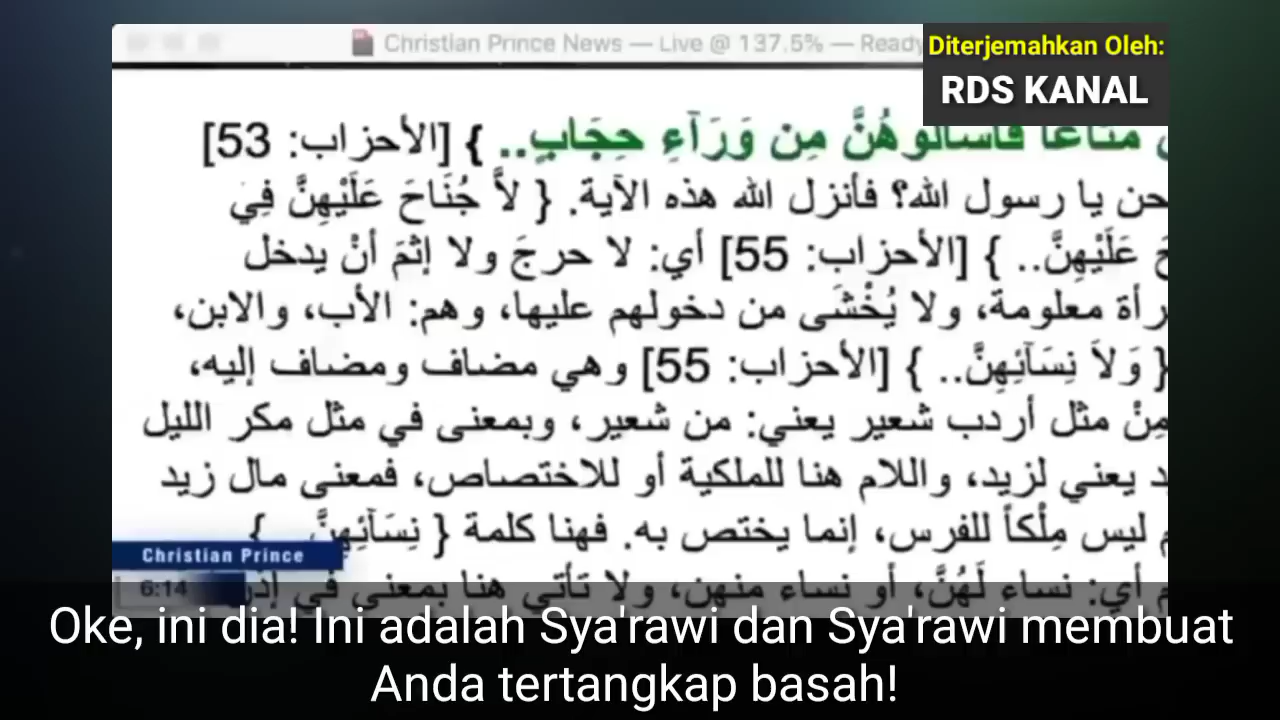 Christian Prince News — Live @ 137.5% — Ready
Diterjemahkan Oleh:
RDS KANAL
مَتَاعاً فَاسْأَلُوهُنَّ مِن وَرَآءِ حِجَابٍ.. } [الأحزاب: 53]
حن يا رسول الله؟ فأنزل الله هذه الآية. { لاَّ جُنَاحَ عَلَيْهِنَّ فِيۤ
حَ عَلَيْهِنَّ.. } [الأحزاب: 55] أي: لا حرجَ ولا إثمَ أنْ يدخل
رأة معلومة، ولا يُخْشَى من دخولهم عليها، وهم: الأب، والابن،
{ وَلاَ نِسَآئِهِنَّ.. } [الأحزاب: 55] وهي مضاف ومضاف إليه،
مِنْ مثل أردب شعير يعني: من شعير، وبمعنى في مثل مكر الليل
د يعني لزيد، واللام هنا للملكية أو للاختصاص، فمعنى مال زيد
م ليس مِلْكاً للفرس، إنما يختص به. فهنا كلمة { نِسَآئِهِنَّ.. }
أي: نساء لَهُنَّ، أو نساء منهن، ولا تأتي هنا بمعنى في
Christian Prince
6:14
Oke, ini dia! Ini adalah Sya'rawi dan Sya'rawi membuat
Anda tertangkap basah!